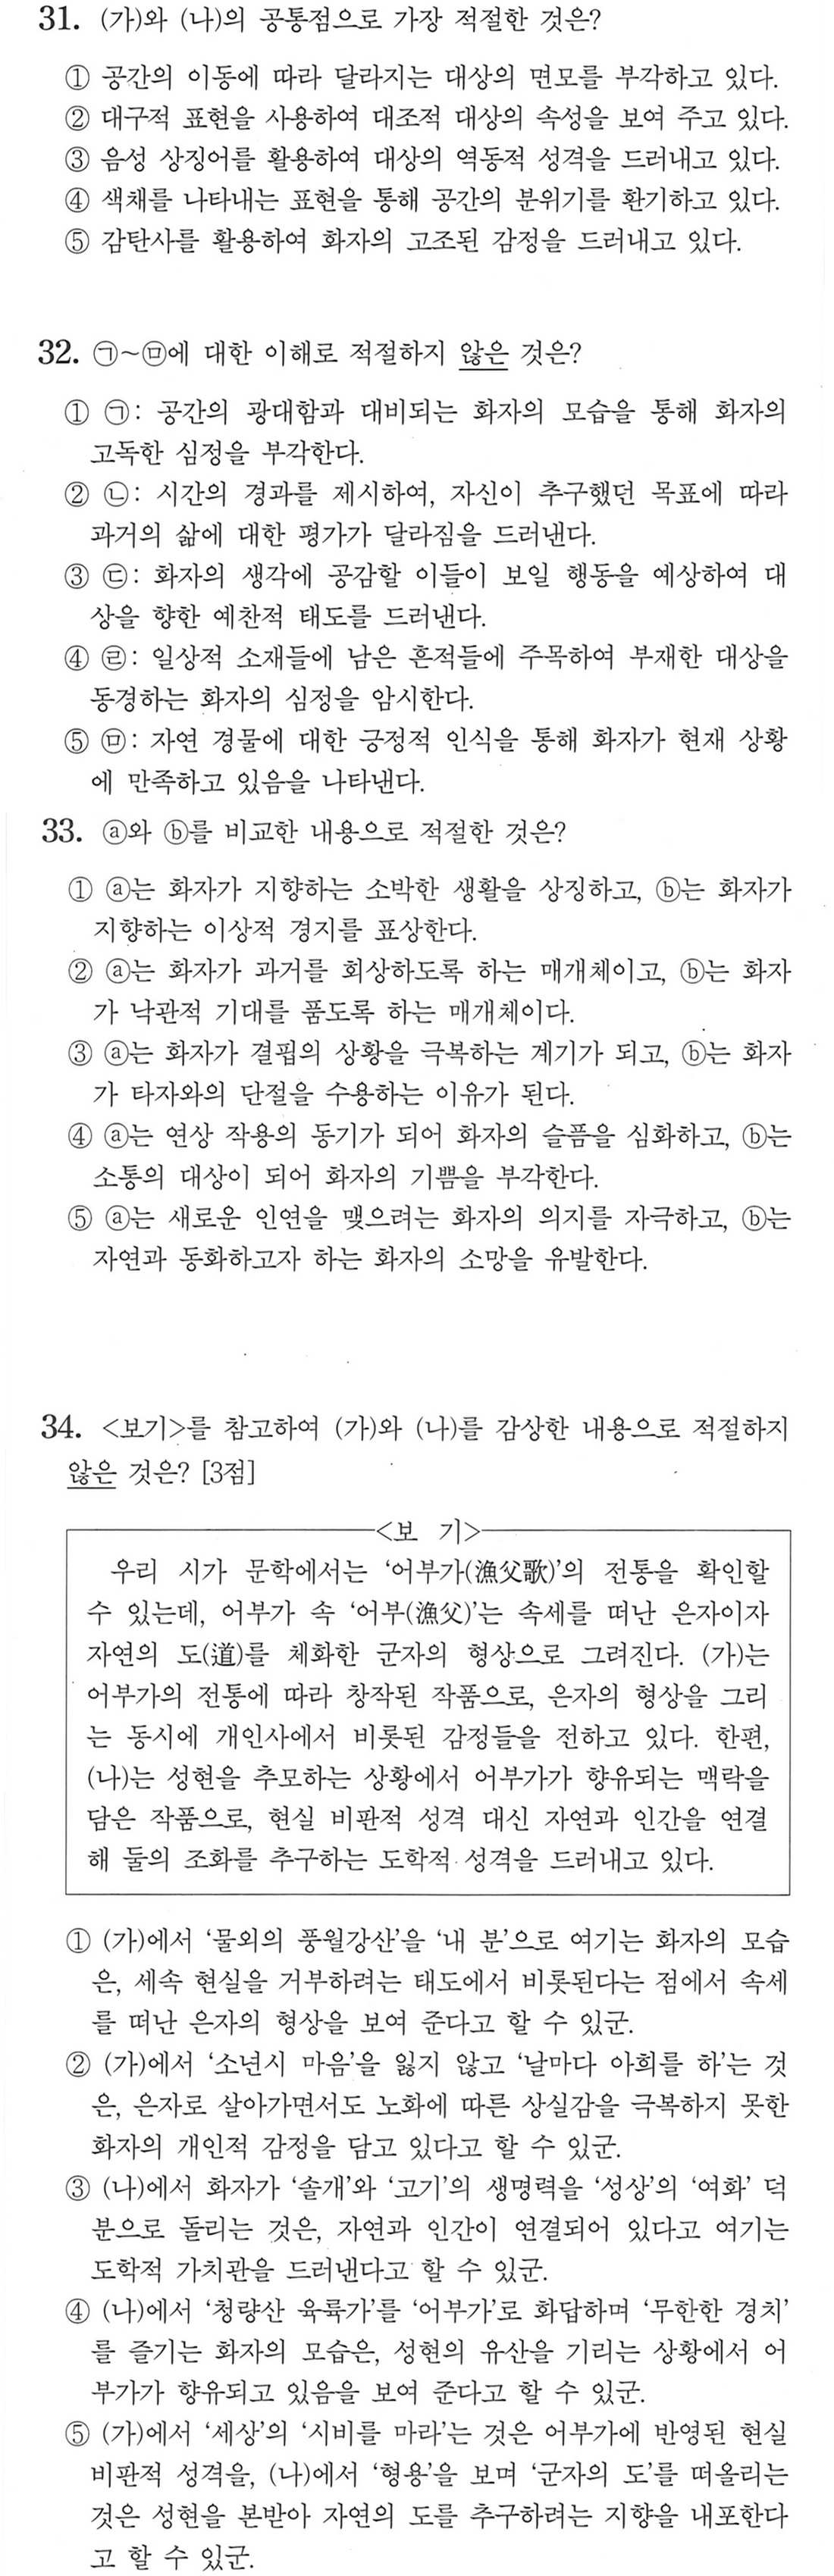 31. (가)와 (나)의 공통점으로 가장 적절한 것은?
① 공간의 이동에 따라 달라지는 대상의 면모를 부각하고 있다.
② 대구적 표현을 사용하여 대조적 대상의 속성을 보여 주고 있다.
③ 음성 상징어를 활용하여 대상의 역동적 성격을 드러내고 있다.
④ 색채를 나타내는 표현을 통해 공간의 분위기를 환기하고 있다.
⑤ 감탄사를 활용하여 화자의 고조된 감정을 드러내고 있다.
32. ㉠~㉤에 대한 이해로 적절하지 않은 것은?
① ㉠: 공간의 광대함과 대비되는 화자의 모습을 통해 화자의
고독한 심정을 부각한다.
② ㉡: 시간의 경과를 제시하여, 자신이 추구했던 목표에 따라
과거의 삶에 대한 평가가 달라짐을 드러낸다.
③ ㉢: 화자의 생각에 공감할 이들이 보일 행동을 예상하여 대
상을 향한 예찬적 태도를 드러낸다.
④ ㉣: 일상적 소재들에 남은 흔적들에 주목하여 부재한 대상을
동경하는 화자의 심정을 암시한다.
⑤ ㉤: 자연 경물에 대한 긍정적 인식을 통해 화자가 현재 상황
에 만족하고 있음을 나타낸다.
33. ⓐ와 ⓑ를 비교한 내용으로 적절한 것은?
① ⓐ는 화자가 지향하는 소박한 생활을 상징하고, ⓑ는 화자가
지향하는 이상적 경지를 표상한다.
② ⓐ는 화자가 과거를 회상하도록 하는 매개체이고, ⓑ는 화자
가 낙관적 기대를 품도록 하는 매개체이다.
③ ⓐ는 화자가 결핍의 상황을 극복하는 계기가 되고, ⓑ는 화자
가 타자와의 단절을 수용하는 이유가 된다.
④ ⓐ는 연상 작용의 동기가 되어 화자의 슬픔을 심화하고, ⓑ는
소통의 대상이 되어 화자의 기쁨을 부각한다.
⑤ ⓐ는 새로운 인연을 맺으려는 화자의 의지를 자극하고, ⓑ는
자연과 동화하고자 하는 화자의 소망을 유발한다.
34. <보기>를 참고하여 (가)와 (나)를 감상한 내용으로 적절하지
않은 것은? [3점]
<보 기>
우리 시가 문학에서는 '어부가(漁父歌)'의 전통을 확인할
수 있는데, 어부가 속 '어부(漁父)'는 속세를 떠난 은자이자
자연의 도(道)를 체화한 군자의 형상으로 그려진다. (가)는
어부가의 전통에 따라 창작된 작품으로, 은자의 형상을 그리
는 동시에 개인사에서 비롯된 감정들을 전하고 있다. 한편,
(나)는 성현을 추모하는 상황에서 어부가가 향유되는 맥락을
담은 작품으로, 현실 비판적 성격 대신 자연과 인간을 연결
해 둘의 조화를 추구하는 도학적 성격을 드러내고 있다.
① (가)에서 '물외의 풍월강산'을 '내 분'으로 여기는 화자의 모습
은, 세속 현실을 거부하려는 태도에서 비롯된다는 점에서 속세
를 떠난 은자의 형상을 보여 준다고 할 수 있군.
② (가)에서 '소년시 마음'을 잃지 않고 '날마다 아희를 하'는 것
은, 은자로 살아가면서도 노화에 따른 상실감을 극복하지 못한
화자의 개인적 감정을 담고 있다고 할 수 있군.
③ (나)에서 화자가 '솔개'와 '고기'의 생명력을 '성상'의 '여화' 덕
분으로 돌리는 것은, 자연과 인간이 연결되어 있다고 여기는
도학적 가치관을 드러낸다고 할 수 있군.
④ (나)에서 '청량산 육륙가'를 '어부가'로 화답하며 '무한한 경치'
를 즐기는 화자의 모습은, 성현의 유산을 기리는 상황에서 어
부가가 향유되고 있음을 보여 준다고 할 수 있군.
⑤ (가)에서 '세상'의 '시비를 마라'는 것은 어부가에 반영된 현실
비판적 성격을, (나)에서 '형용'을 보며 '군자의 도'를 떠올리는
것은 성현을 본받아 자연의 도를 추구하려는 지향을 내포한다
고 할 수 있군.